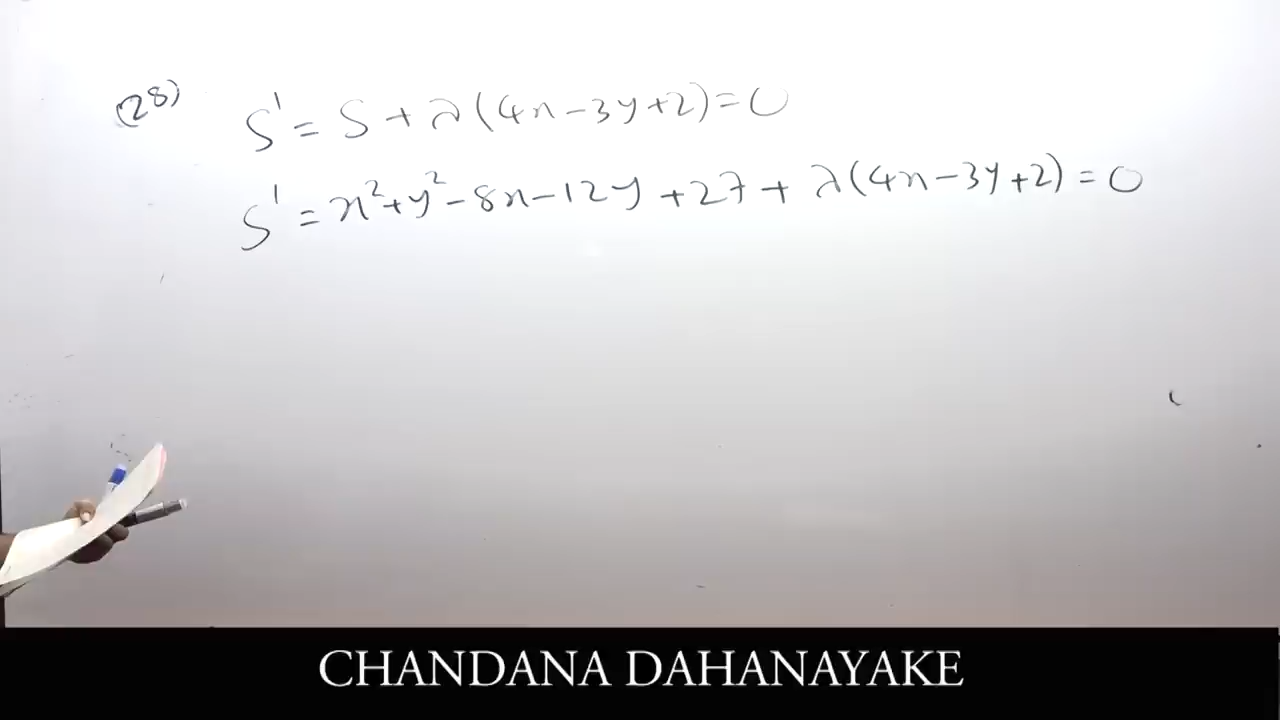 (28) S' = S + λ(4x-3y+2)=0
S' = x²+y²-8x-12y+27+λ(4x-3y+2)=0
CHANDANA DAHANAYAKE